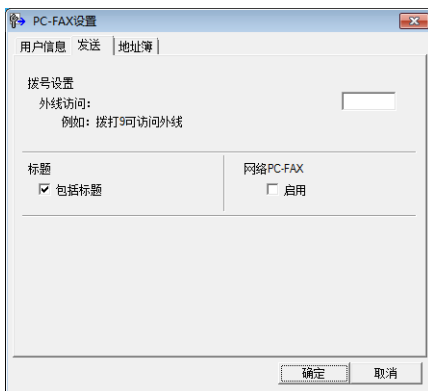 PC-FAX设置
用户信息 发送 地址簿
拨号设置
外线访问:
例如: 拨打9可访问外线
标题 网络PC-FAX
包括标题 启用
确定 取消